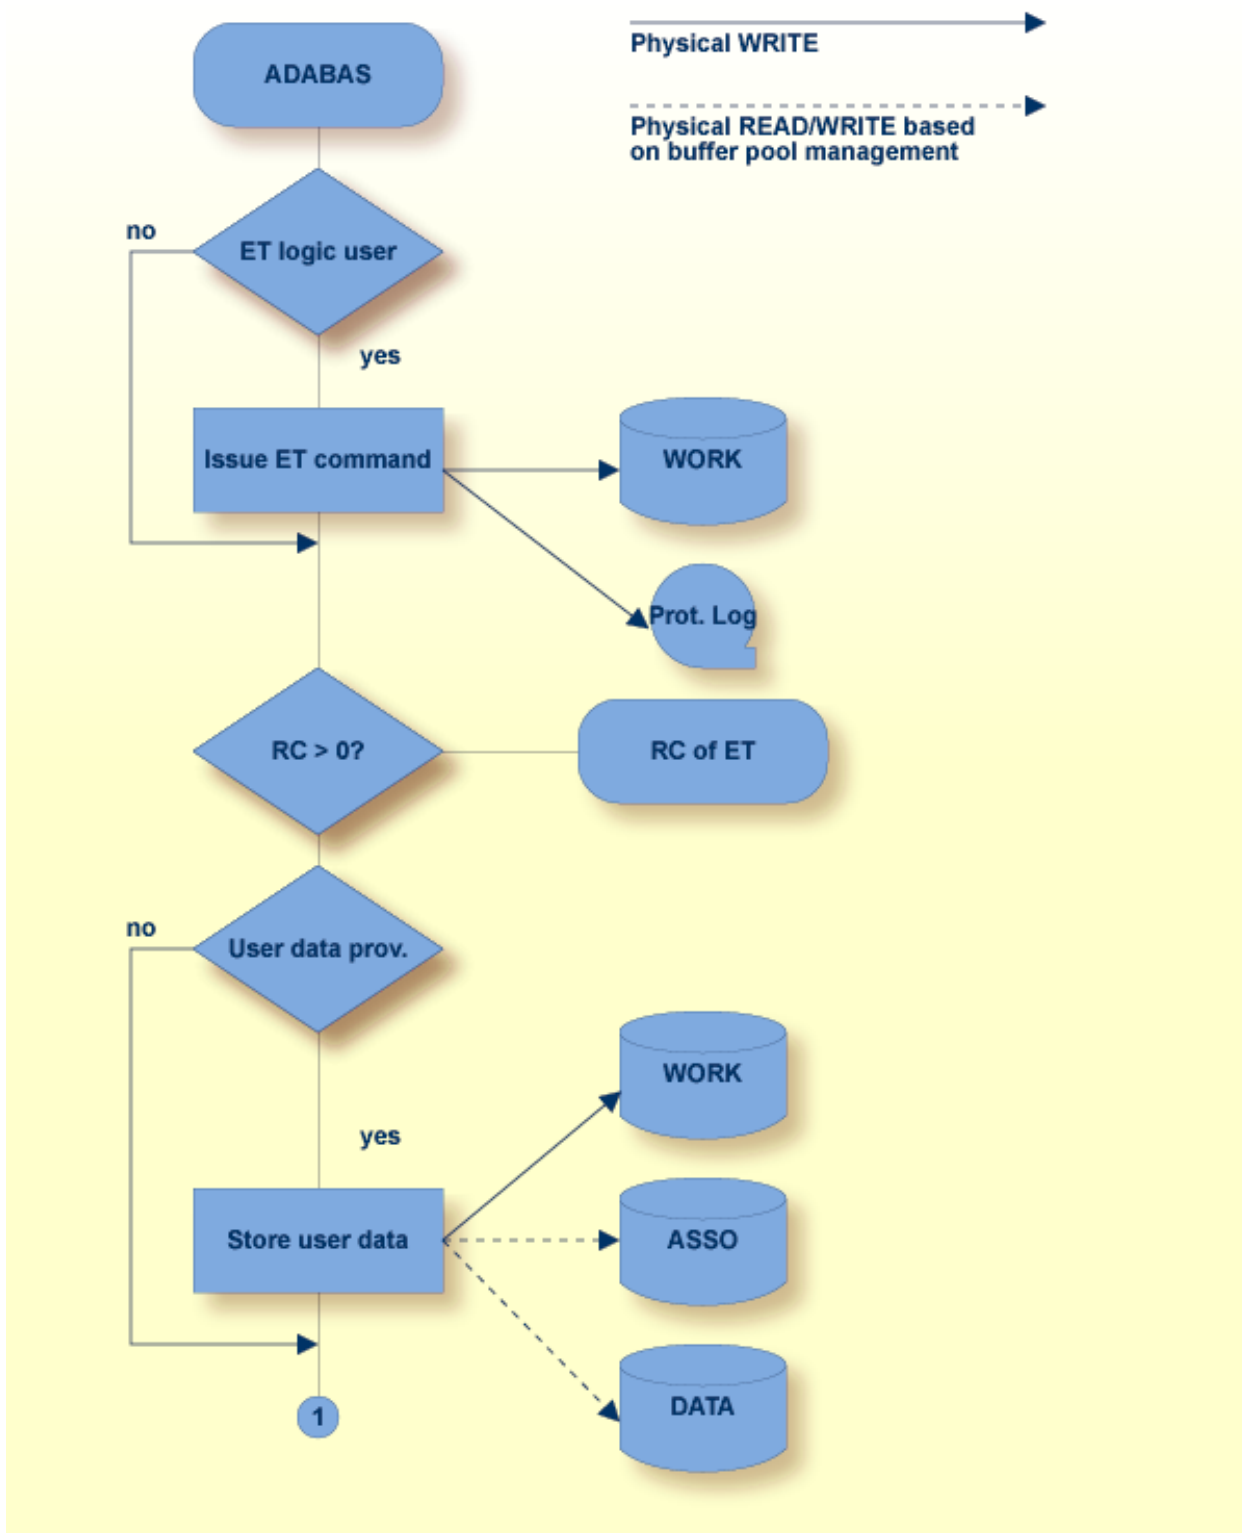 ADABAS
Physical WRITE
Physical READ/WRITE based
on buffer pool management
no
ET logic user
yes
Issue ET command
WORK
Prot. Log
RC > 0?
RC of ET
no
User data prov.
WORK
yes
Store user data
ASSO
DATA
1